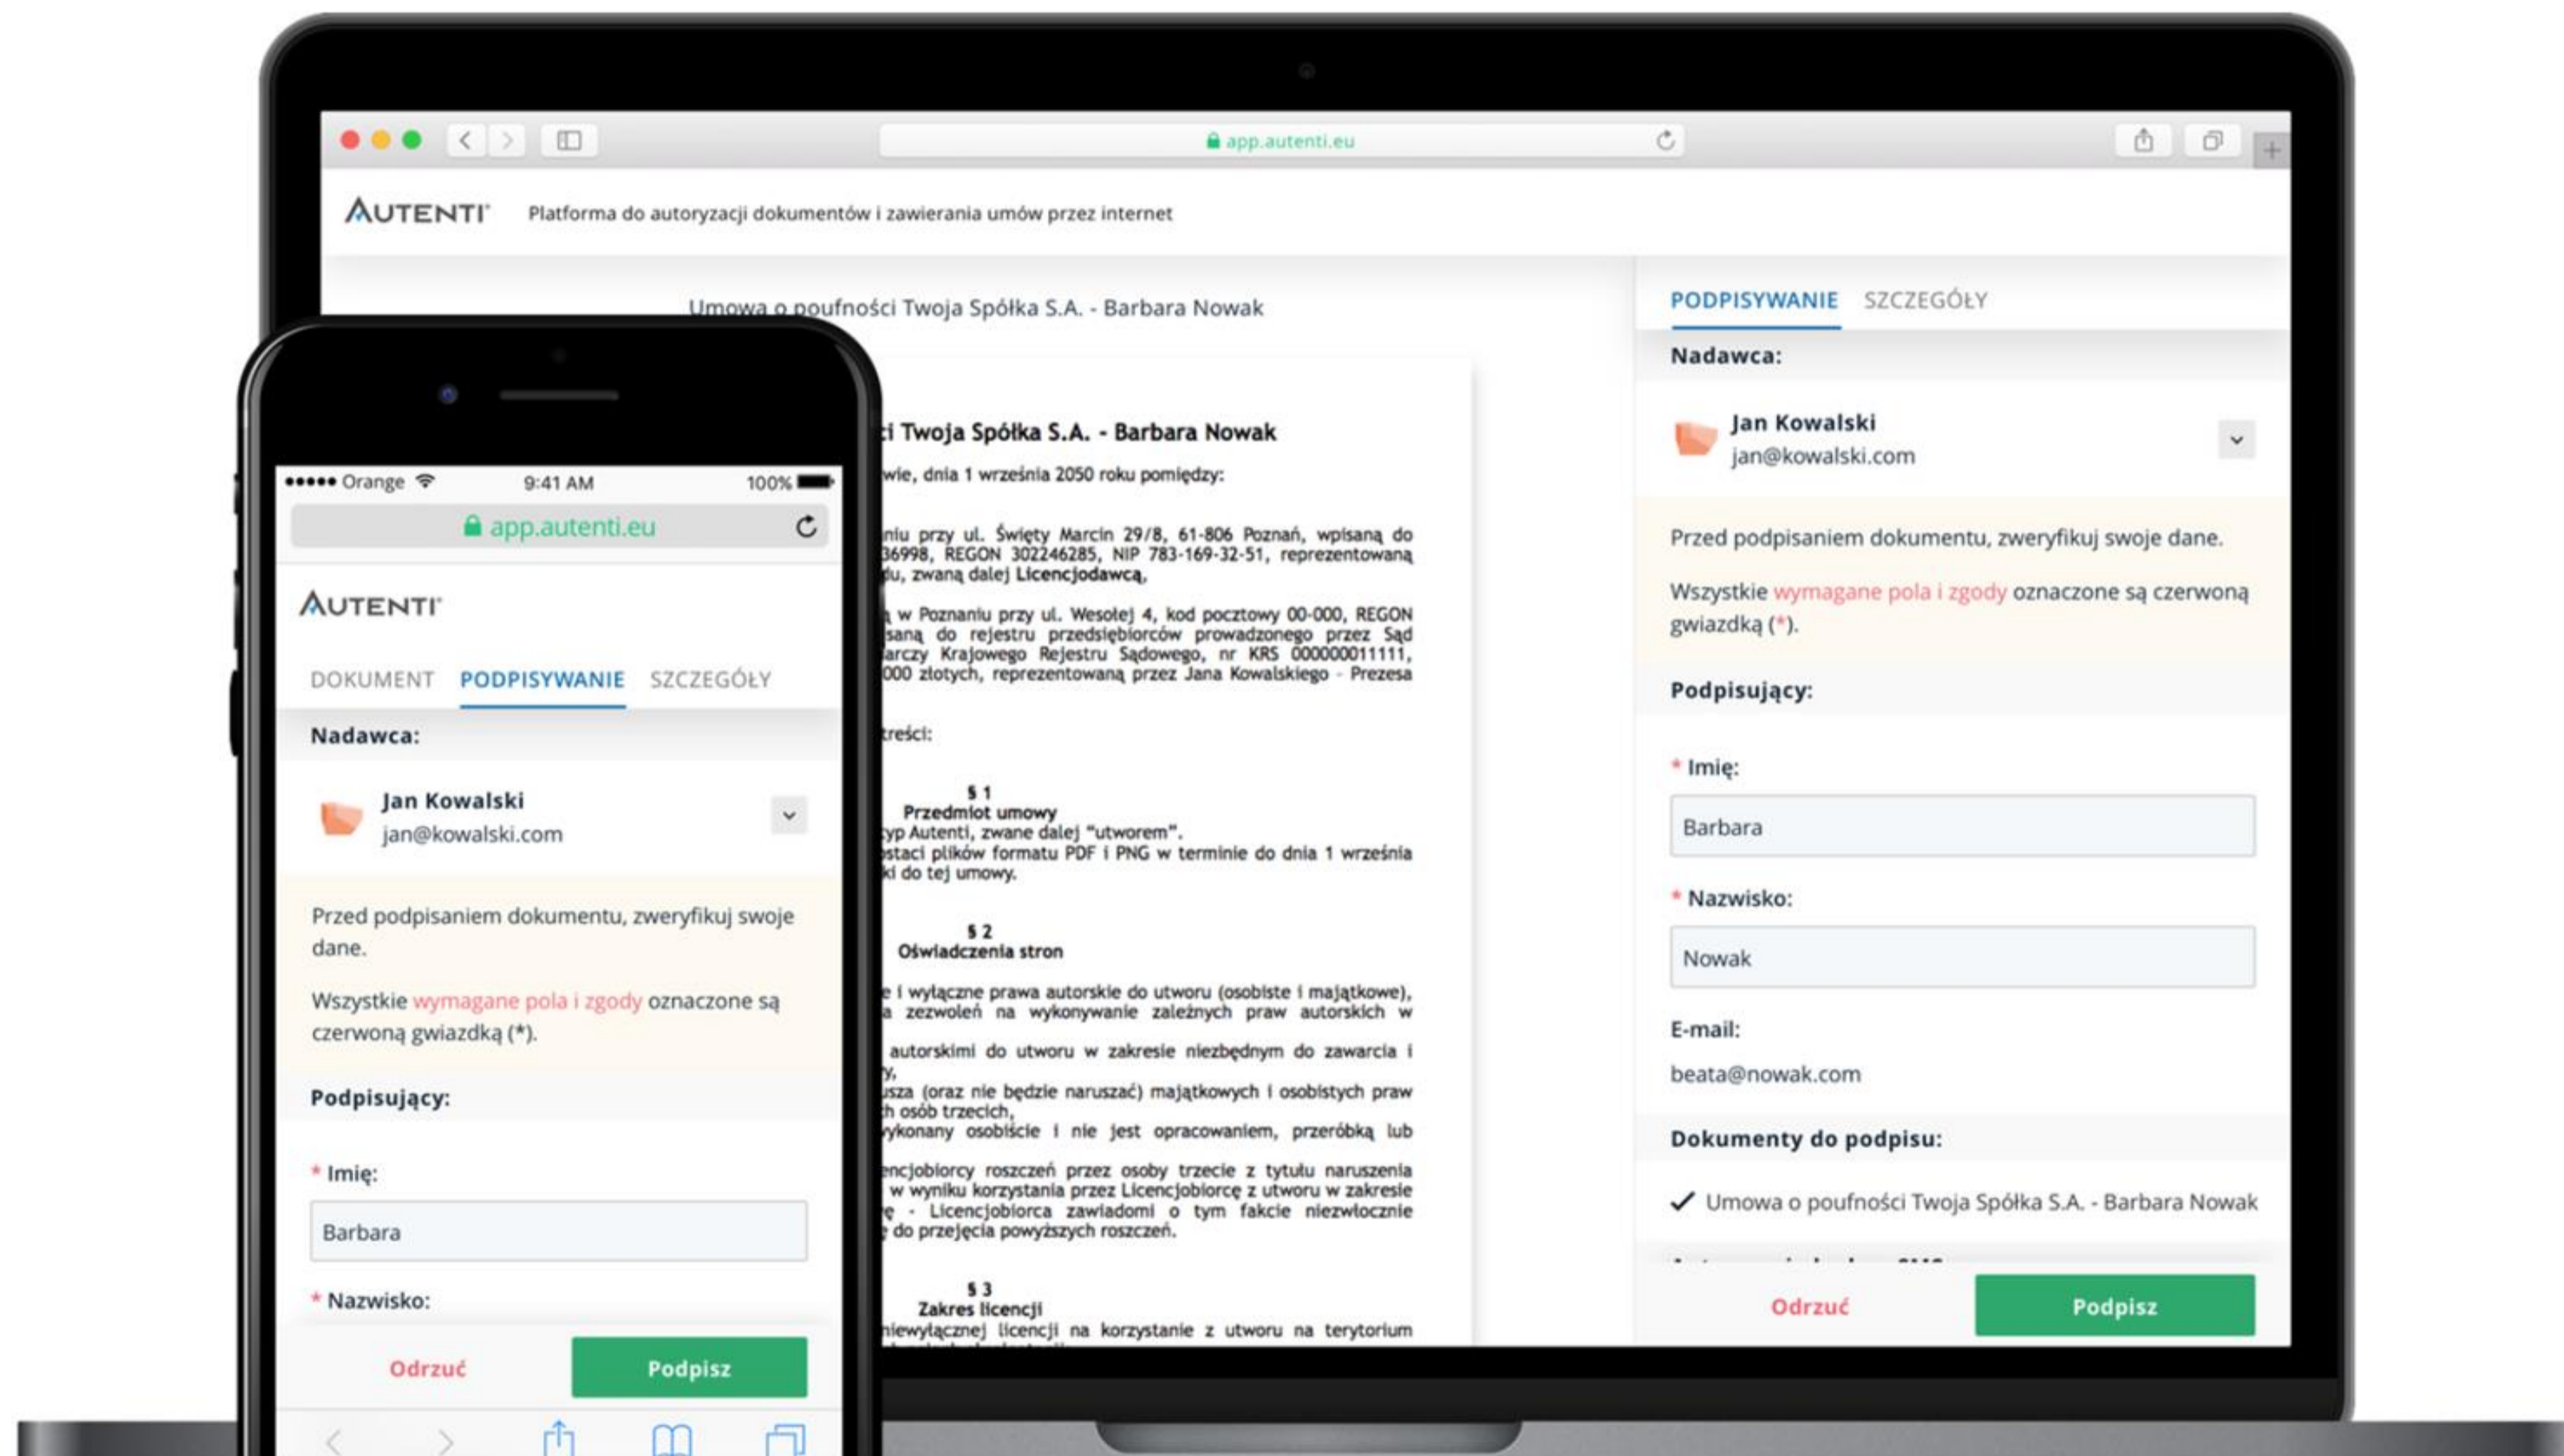 app.autenti.eu
AUTENTI
Platforma do autoryzacji dokumentów i zawierania umów przez internet
Umowa o poufności Twoja Spółka S.A. - Barbara Nowak
Twoja Spółka S.A. - Barbara Nowak
dnia 1 września 2050 roku pomiędzy:
przy ul. Święty Marcin 29/8, 61-806 Poznań, wpisaną do
36998, REGON 302246285, NIP 783-169-32-51, reprezentowaną
zwaną dalej Licencjodawcą,
w Poznaniu przy ul. Wesołej 4, kod pocztowy 00-000, REGON
do rejestru przedsiębiorców prowadzonego przez Sąd
Krajowego Rejestru Sądowego, nr KRS 000000011111,
000 złotych, reprezentowaną przez Jana Kowalskiego - Prezesa
treści:
§ 1
Przedmiot umowy
Autenti, zwane dalej "utworem".
plików formatu PDF i PNG w terminie do dnia 1 września
do tej umowy.
§ 2
Oświadczenia stron
i wyłączne prawa autorskie do utworu (osobiste i majątkowe),
zezwoleń na wykonywanie zależnych praw autorskich w
autorskimi do utworu w zakresie niezbędnym do zawarcia i
(oraz nie będzie naruszać) majątkowych i osobistych praw
osób trzecich,
osobiście i nie jest opracowaniem, przeróbką lub
roszczeń przez osoby trzecie z tytułu naruszenia
w wyniku korzystania przez Licencjobiorcę z utworu w zakresie
- Licencjobiorca zawiadomi o tym fakcie niezwłocznie
do przejęcia powyższych roszczeń.
§ 3
Zakres licencji
niewyłącznej licencji na korzystanie z utworu na terytorium
PODPISYWANIE SZCZEGÓŁY
Nadawca:
Jan Kowalski
jan@kowalski.com
Przed podpisaniem dokumentu, zweryfikuj swoje dane.
Wszystkie wymagane pola i zgody oznaczone są czerwoną
gwiazdką (*).
Podpisujący:
* Imię:
Barbara
* Nazwisko:
Nowak
E-mail:
beata@nowak.com
Dokumenty do podpisu:
Umowa o poufności Twoja Spółka S.A. - Barbara Nowak
Odrzuć Podpisz
Orange 9:41 AM 100%
app.autenti.eu
AUTENTI
DOKUMENT PODPISYWANIE SZCZEGÓŁY
Nadawca:
Jan Kowalski
jan@kowalski.com
Przed podpisaniem dokumentu, zweryfikuj swoje
dane.
Wszystkie wymagane pola i zgody oznaczone są
czerwoną gwiazdką (*).
Podpisujący:
* Imię:
Barbara
* Nazwisko:
Odrzuć Podpisz